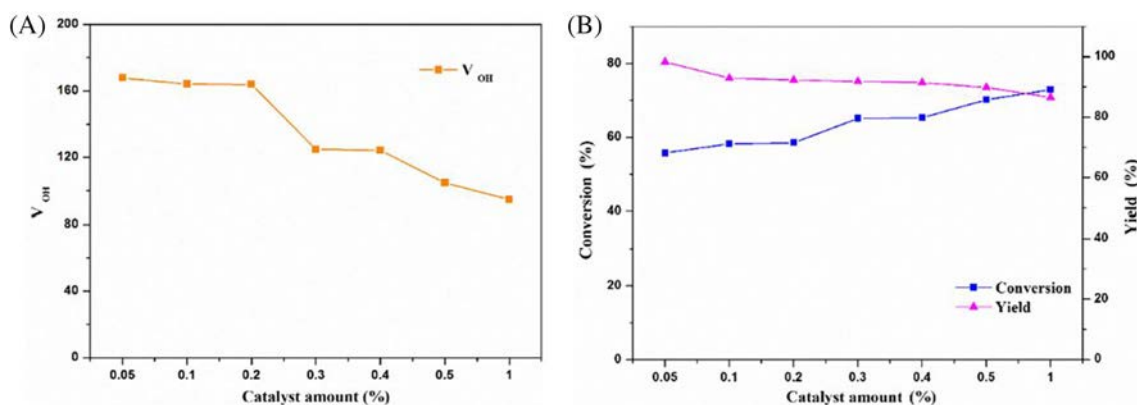 (A)
200
160
120
80
40
0
V OH
V OH
0.05 0.1 0.2 0.3 0.4 0.5 1
Catalyst amount (%)
(B)
80
60
40
20
0
Conversion (%)
100
80
60
40
20
0
Yield (%)
Conversion
Yield
0.05 0.1 0.2 0.3 0.4 0.5 1
Catalyst amount (%)